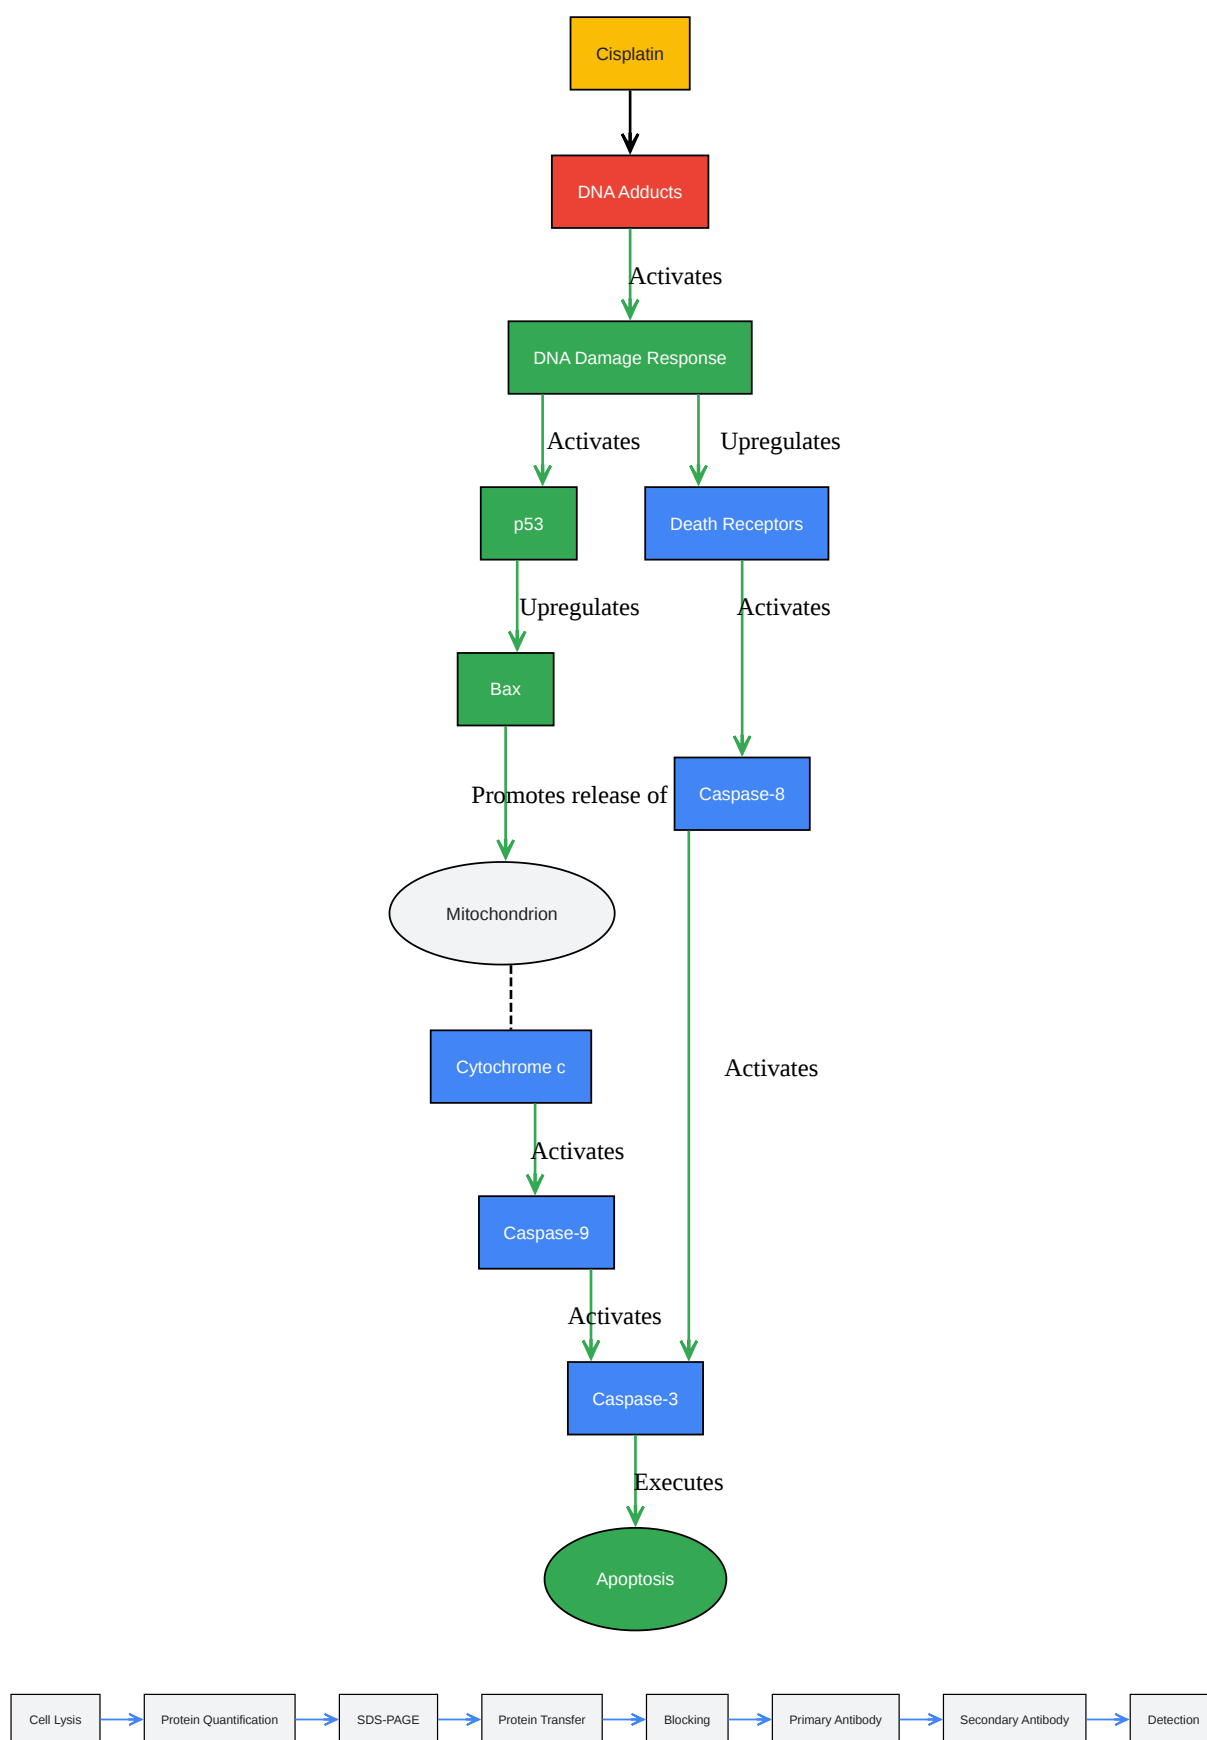 Cisplatin
DNA Adducts
Activates
DNA Damage Response
Activates
Upregulates
p53
Death Receptors
Upregulates
Activates
Bax
Promotes release of
Caspase-8
Mitochondrion
Cytochrome c
Activates
Activates
Caspase-9
Activates
Caspase-3
Executes
Apoptosis
Cell Lysis
Protein Quantification
SDS-PAGE
Protein Transfer
Blocking
Primary Antibody
Secondary Antibody
Detection